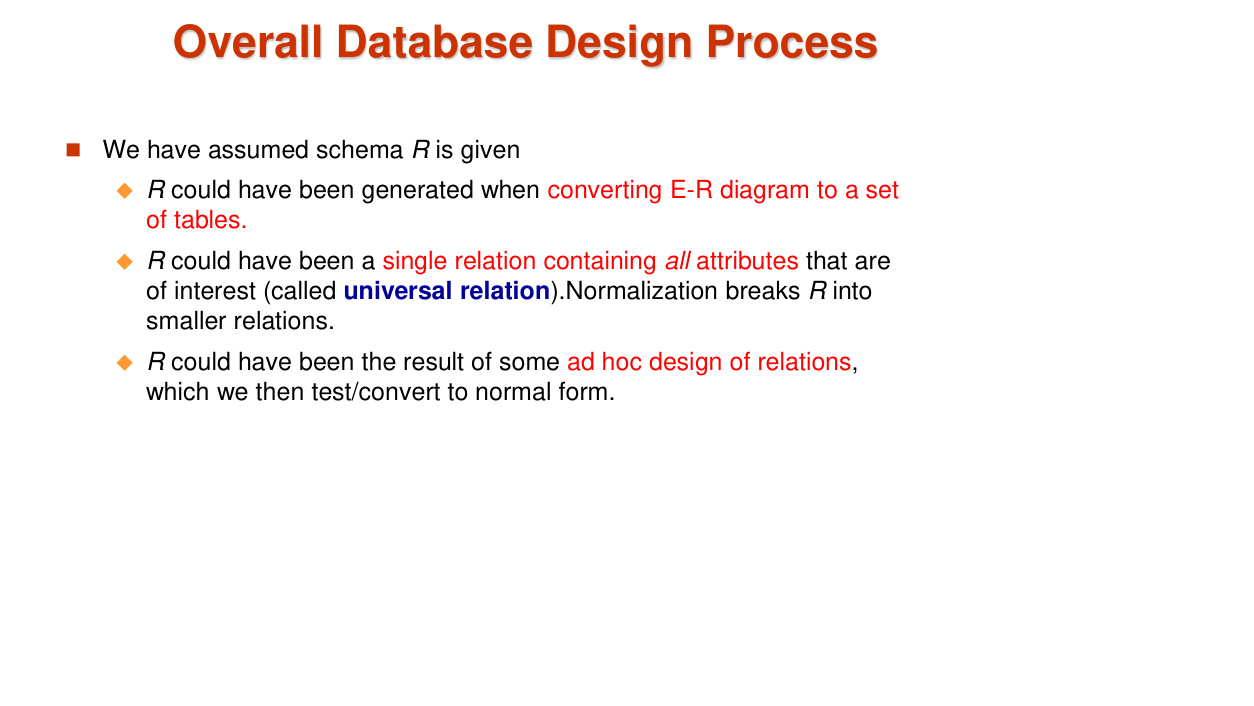 Overall Database Design Process
We have assumed schema R is given
R could have been generated when converting E-R diagram to a set
of tables.
R could have been a single relation containing all attributes that are
of interest (called universal relation).Normalization breaks R into
smaller relations.
R could have been the result of some ad hoc design of relations,
which we then test/convert to normal form.